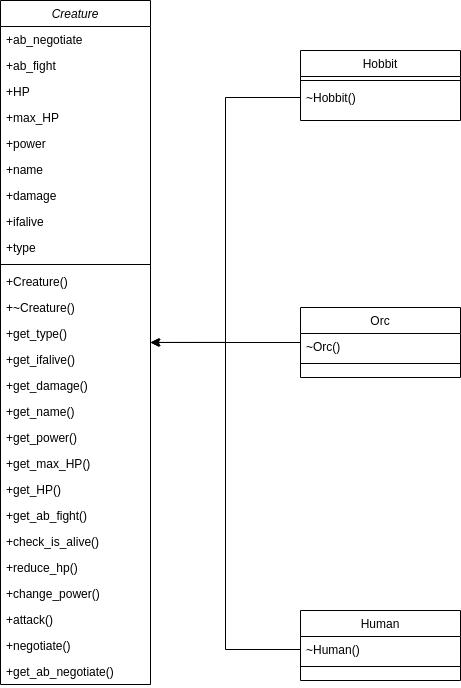 Creature
+ab_negotiate
+ab_fight
+HP
+max_HP
+power
+name
+damage
+ifalive
+type
+Creature()
+~Creature()
+get_type()
+get_ifalive()
+get_damage()
+get_name()
+get_power()
+get_max_HP()
+get_HP()
+get_ab_fight()
+check_is_alive()
+reduce_hp()
+change_power()
+attack()
+negotiate()
+get_ab_negotiate()
Hobbit
~Hobbit()
Orc
~Orc()
Human
~Human()